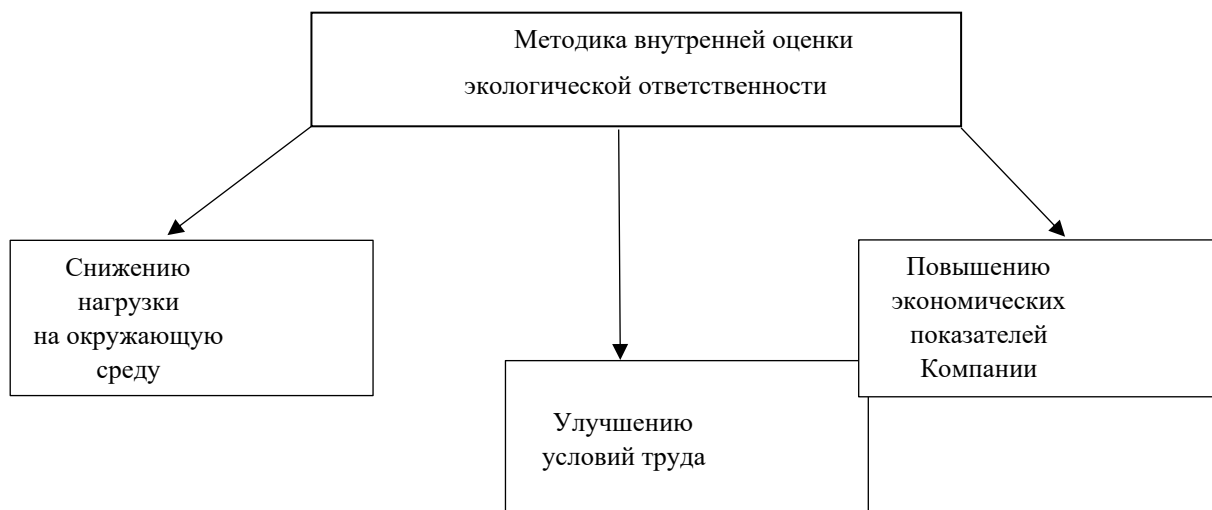 Методика внутренней оценки
экологической ответственности
Снижению
нагрузки
на окружающую
среду
Повышению
экономических
показателей
Компании
Улучшению
условий труда